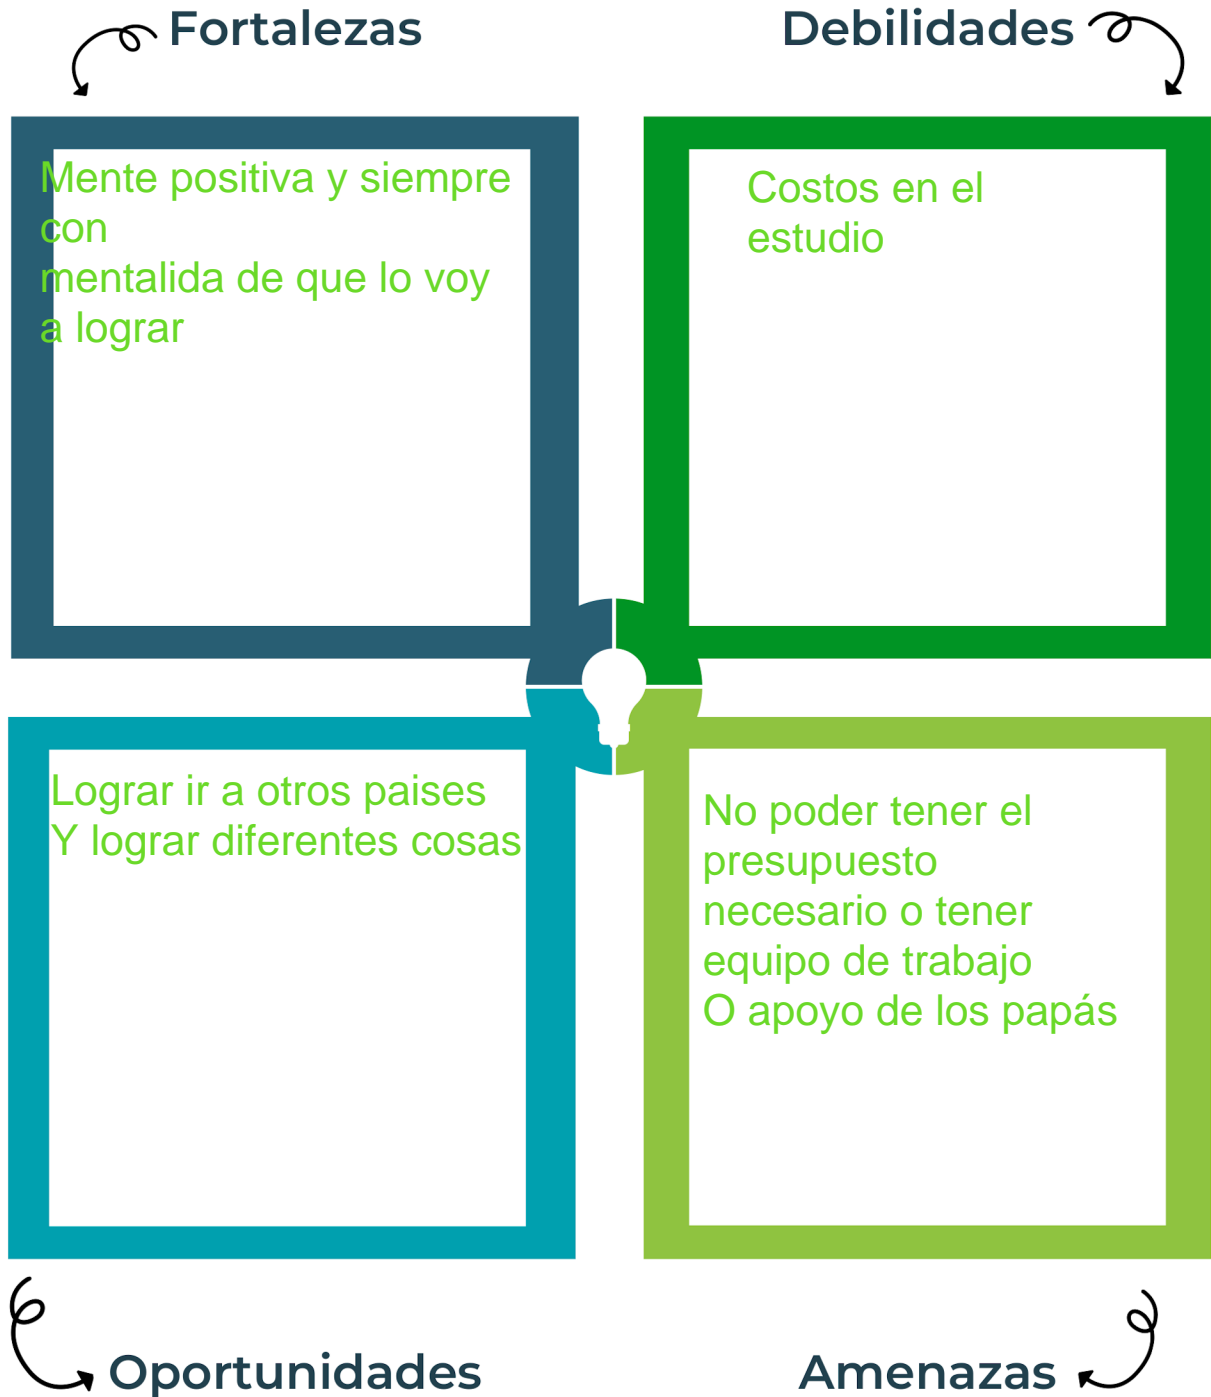 Fortalezas
Debilidades
Mente positiva y siempre
con
mentalida de que lo voy
a lograr
Costos en el
estudio
Lograr ir a otros paises
Y lograr diferentes cosas
No poder tener el
presupuesto
necesario o tener
equipo de trabajo
O apoyo de los papás
Oportunidades
Amenazas